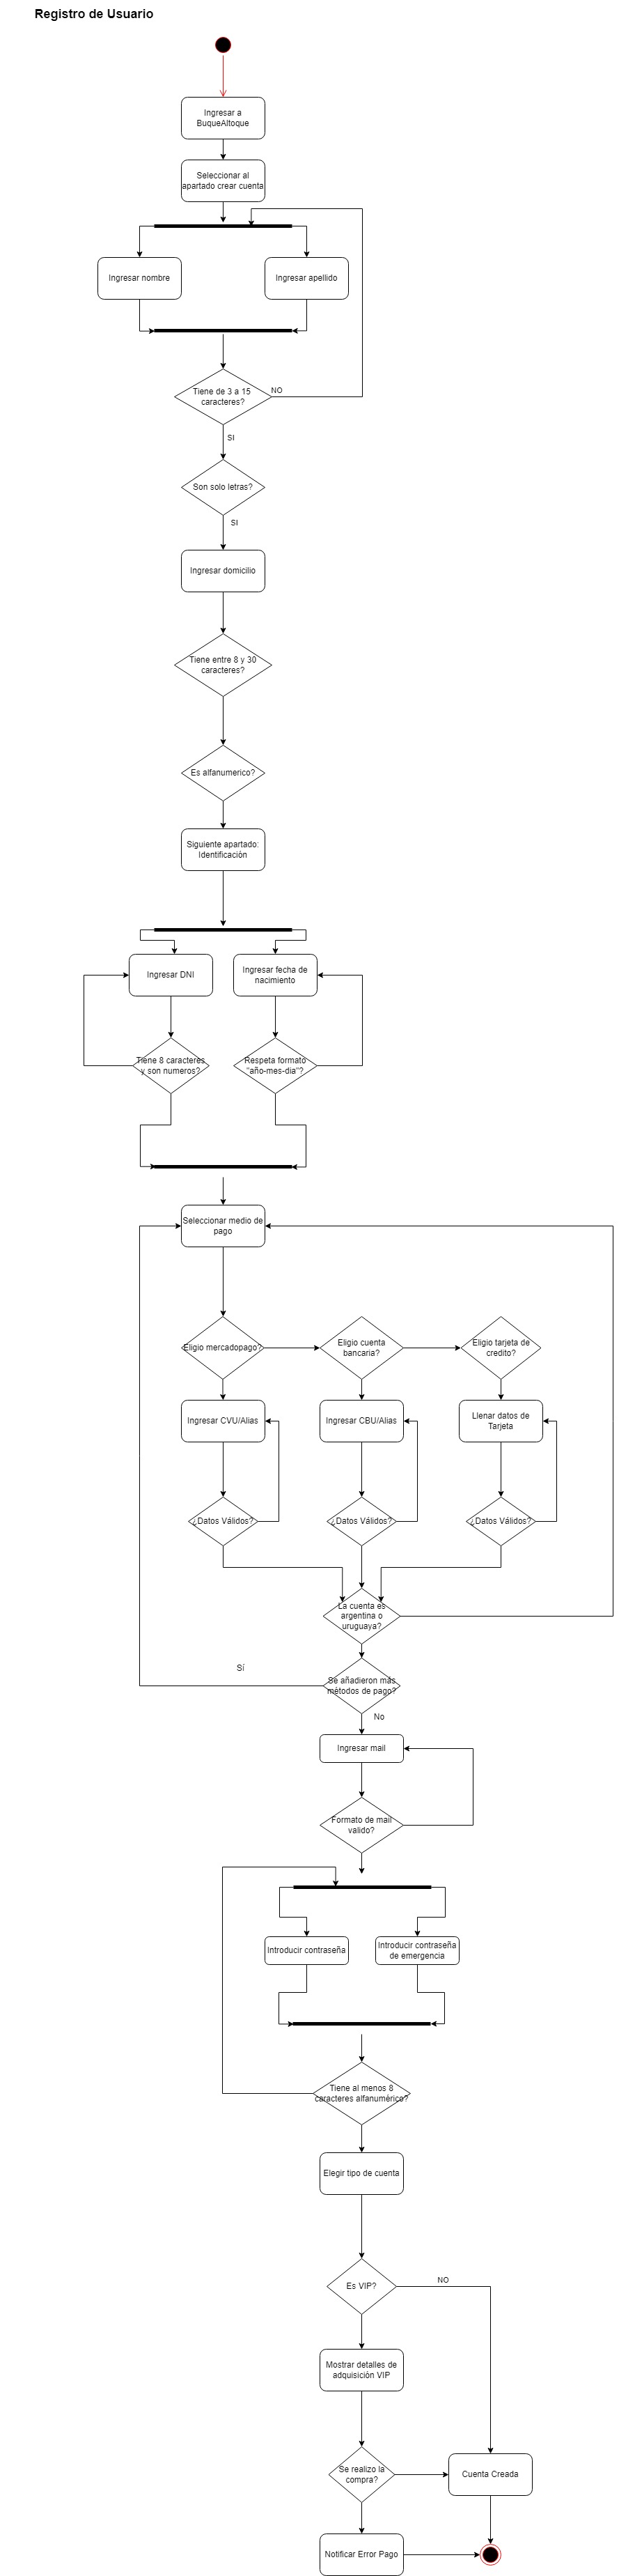 Registro de Usuario
Ingresar a
BuqueAltoque
Seleccionar al
apartado crear cuenta
Ingresar nombre
Ingresar apellido
Tiene de 3 a 15
caracteres?
NO
SI
Son solo letras?
SI
Ingresar domicilio
Tiene entre 8 y 30
caracteres?
Es alfanumerico?
Siguiente apartado:
Identificación
Ingresar DNI
Ingresar fecha de
nacimiento
Tiene 8 caracteres
y son numeros?
Respeta formato
"año-mes-dia"?
Seleccionar medio de
pago
Eligio mercadopago?
Eligio cuenta
bancaria?
Eligio tarjeta de
credito?
Ingresar CVU/Alias
Ingresar CBU/Alias
Llenar datos de
Tarjeta
¿Datos Válidos?
¿Datos Válidos?
¿Datos Válidos?
La cuenta es
argentina o
uruguaya?
Sí
Se añadieron más
métodos de pago?
No
Ingresar mail
Formato de mail
valido?
Introducir contraseña
Introducir contraseña
de emergencia
Tiene al menos 8
caracteres alfanumérico?
Elegir tipo de cuenta
Es VIP?
NO
Mostrar detalles de
adquisición VIP
Se realizo la
compra?
Cuenta Creada
Notificar Error Pago